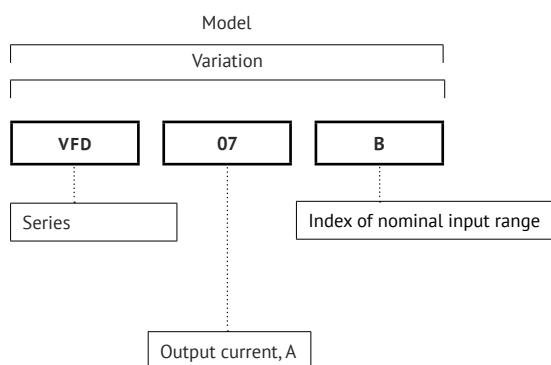 Model
Variation
VFD 07 B
Series
Index of nominal input range
Output current, A